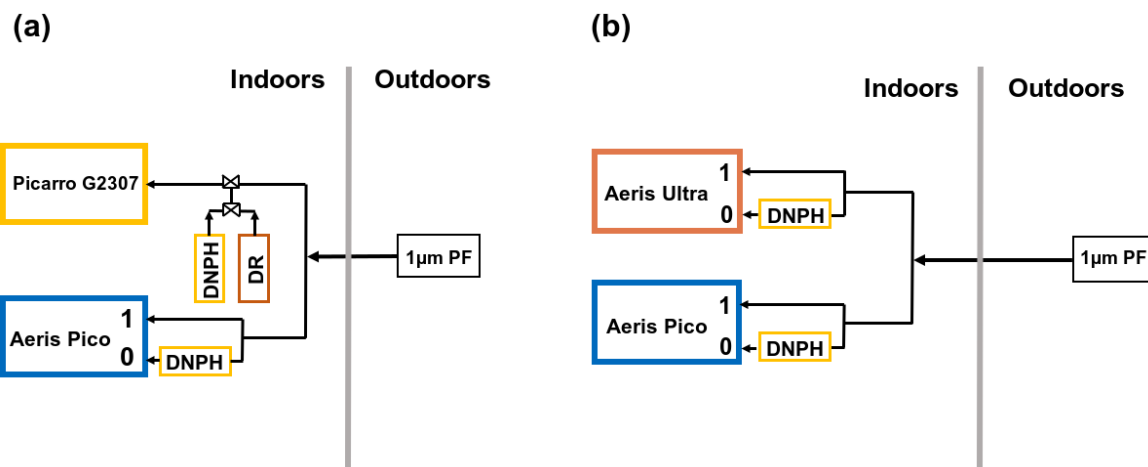 (a)
Indoors
Outdoors
Picarro G2307
DNPH
DR
1µm PF
Aeris Pico
1
0
DNPH
(b)
Indoors
Outdoors
Aeris Ultra
1
0
DNPH
1µm PF
Aeris Pico
1
0
DNPH